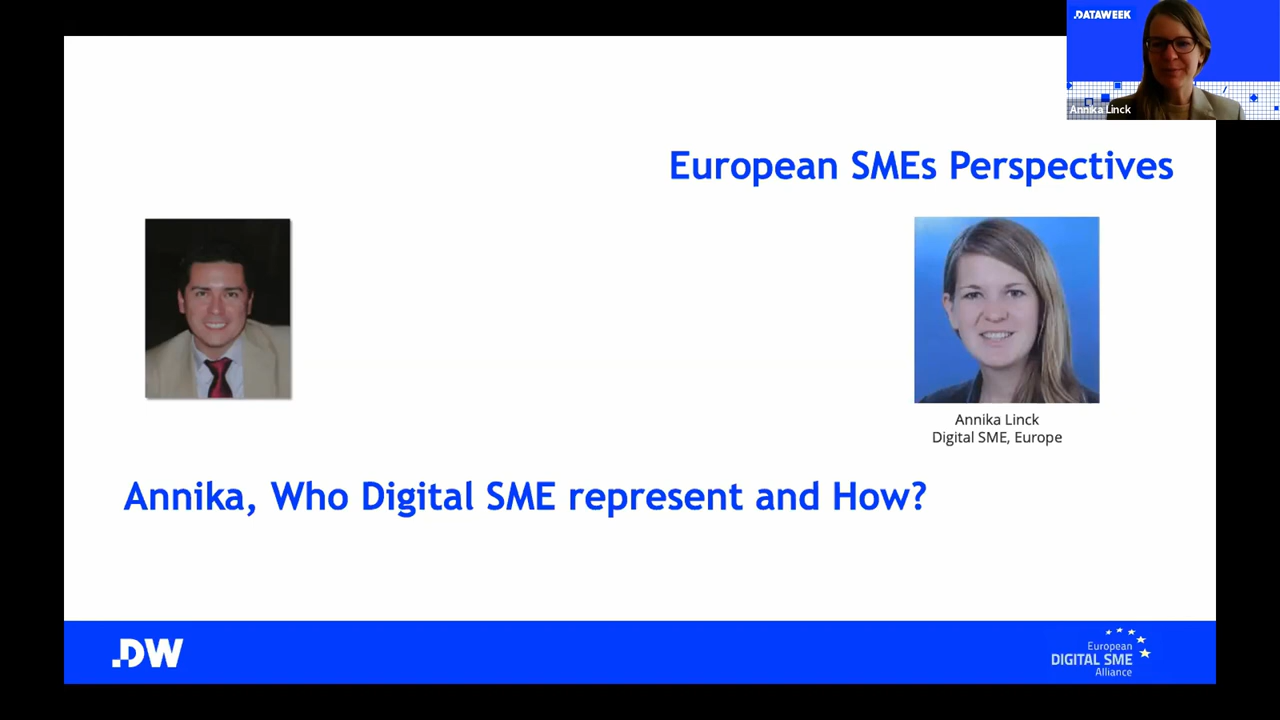 .DATAWEEK
Annika Linck
European SMEs Perspectives
Annika Linck
Digital SME, Europe
Annika, Who Digital SME represent and How?
.DW
European
DIGITAL SME
Alliance